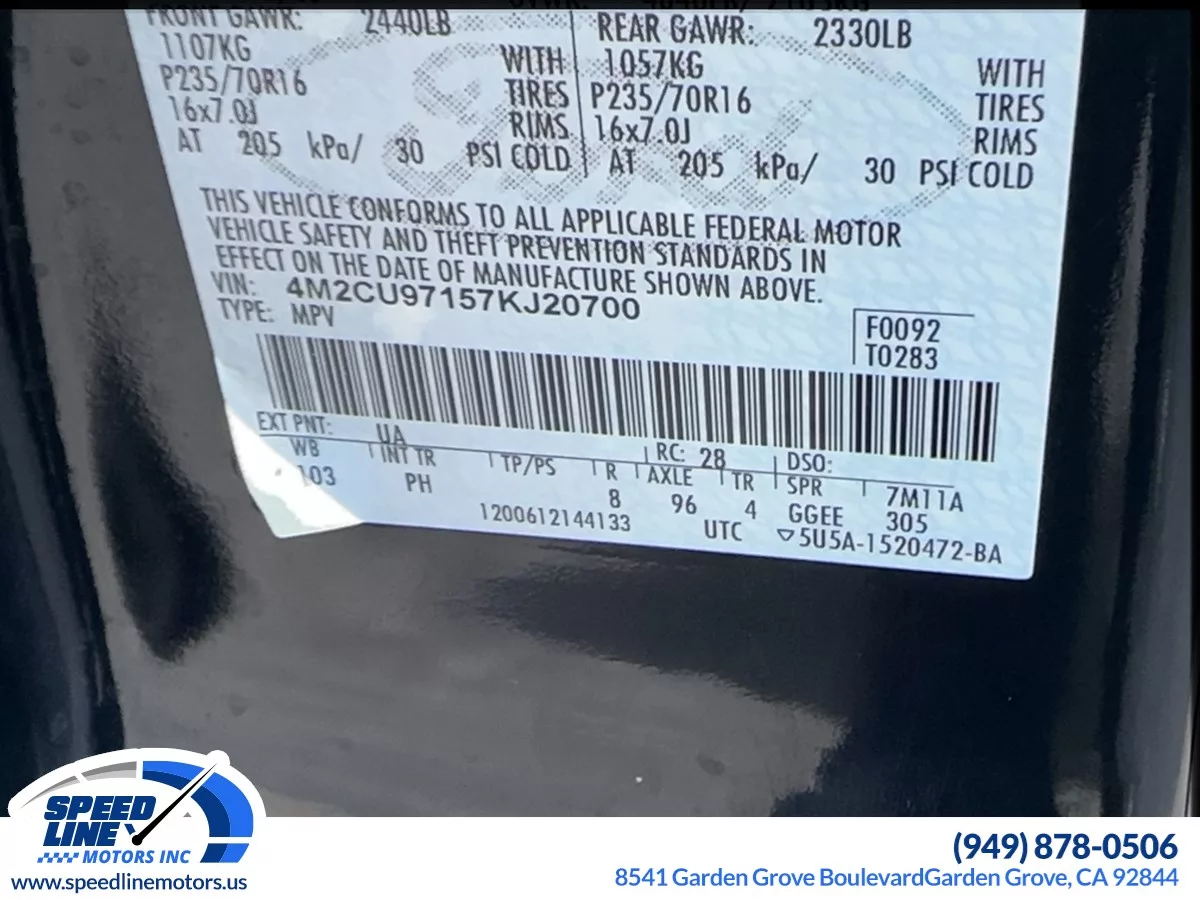 FRONT GAWR: 2440LB
1107KG WITH
P235/70R16 TIRES
16x7.0J RIMS
AT 205 kPa/ 30 PSI COLD
REAR GAWR: 2330LB
1057KG WITH
P235/70R16 TIRES
16x7.0J RIMS
AT 205 kPa/ 30 PSI COLD
THIS VEHICLE CONFORMS TO ALL APPLICABLE FEDERAL MOTOR
VEHICLE SAFETY AND THEFT PREVENTION STANDARDS IN
EFFECT ON THE DATE OF MANUFACTURE SHOWN ABOVE.
VIN: 4M2CU97157KJ20700
TYPE: MPV
F0092
T0283
EXT PNT: UA RC: 28 DSO:
WB INT TR TP/PS R AXLE TR SPR 7M11A
103 PH 8 96 4 GGEE 305
1200612144133 UTC ▽5U5A-1520472-BA
SPEED
LINE
MOTORS INC
www.speedlinemotors.us
(949) 878-0506
8541 Garden Grove BoulevardGarden Grove, CA 92844